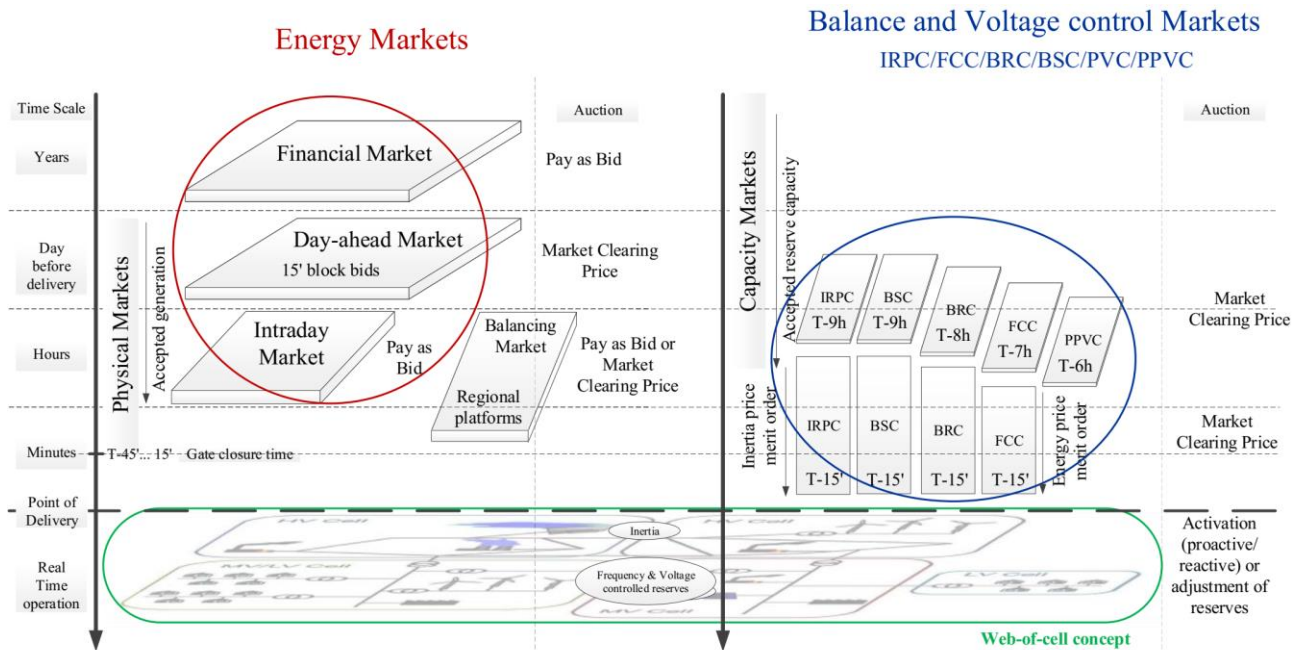 Energy Markets
Balance and Voltage control Markets
IRPC/FCC/BRC/BSC/PVC/PPVC
Time Scale
Years
Day
before
delivery
Hours
Minutes
Point of
Delivery
Real
Time
operation
Physical Markets
Accepted generation
Financial Market
Day-ahead Market
15' block bids
Intraday
Market
Pay as
Bid
Balancing
Market
Regional
platforms
T-45'... 15'
Gate closure time
Auction
Pay as Bid
Market Clearing
Price
Pay as Bid or
Market
Clearing Price
Capacity Markets
Accepted reserve capacity
IRPC
T-9h
BSC
T-9h
BRC
T-8h
FCC
T-7h
PPVC
T-6h
Inertia price
merit order
IRPC
T-15'
BSC
T-15'
BRC
T-15'
FCC
T-15'
Energy price
merit order
Auction
Market
Clearing Price
Market
Clearing Price
Activation
(proactive/
reactive) or
adjustment of
reserves
HV Cell
HV Cell
Inertia
MV/LV Cell
Frequency & Voltage
controlled reserves
MV Cell
LV Cell
Web-of-cell concept